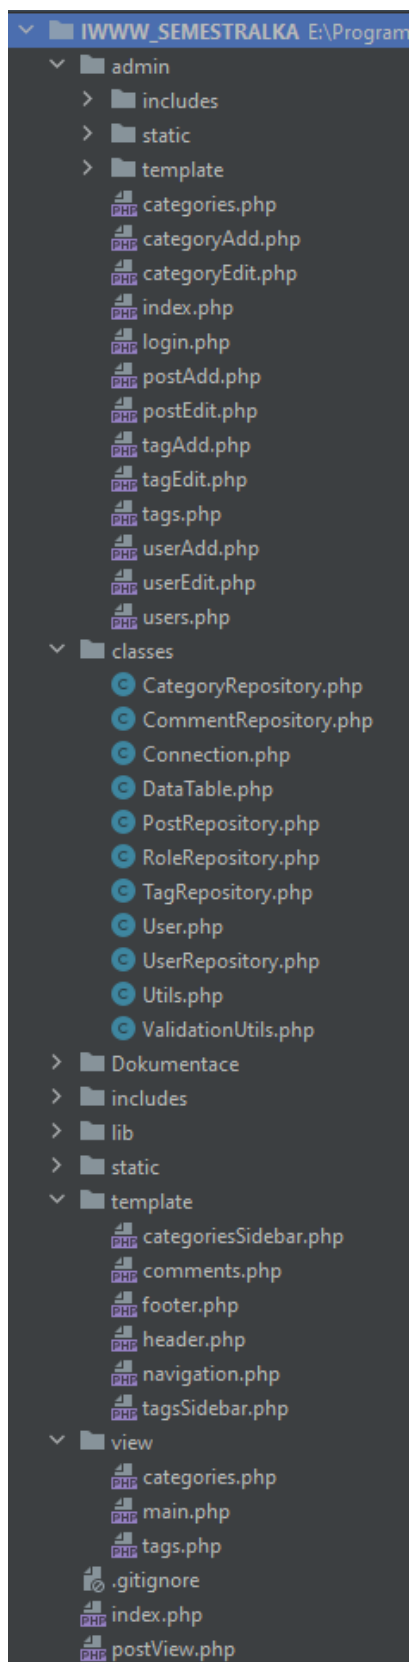 IWWW_SEMESTRALKA E:\Program
admin
includes
static
template
categories.php
categoryAdd.php
categoryEdit.php
index.php
login.php
postAdd.php
postEdit.php
tagAdd.php
tagEdit.php
tags.php
userAdd.php
userEdit.php
users.php
classes
CategoryRepository.php
CommentRepository.php
Connection.php
DataTable.php
PostRepository.php
RoleRepository.php
TagRepository.php
User.php
UserRepository.php
Utils.php
ValidationUtils.php
Dokumentace
includes
lib
static
template
categoriesSidebar.php
comments.php
footer.php
header.php
navigation.php
tagsSidebar.php
view
categories.php
main.php
tags.php
.gitignore
index.php
postView.php